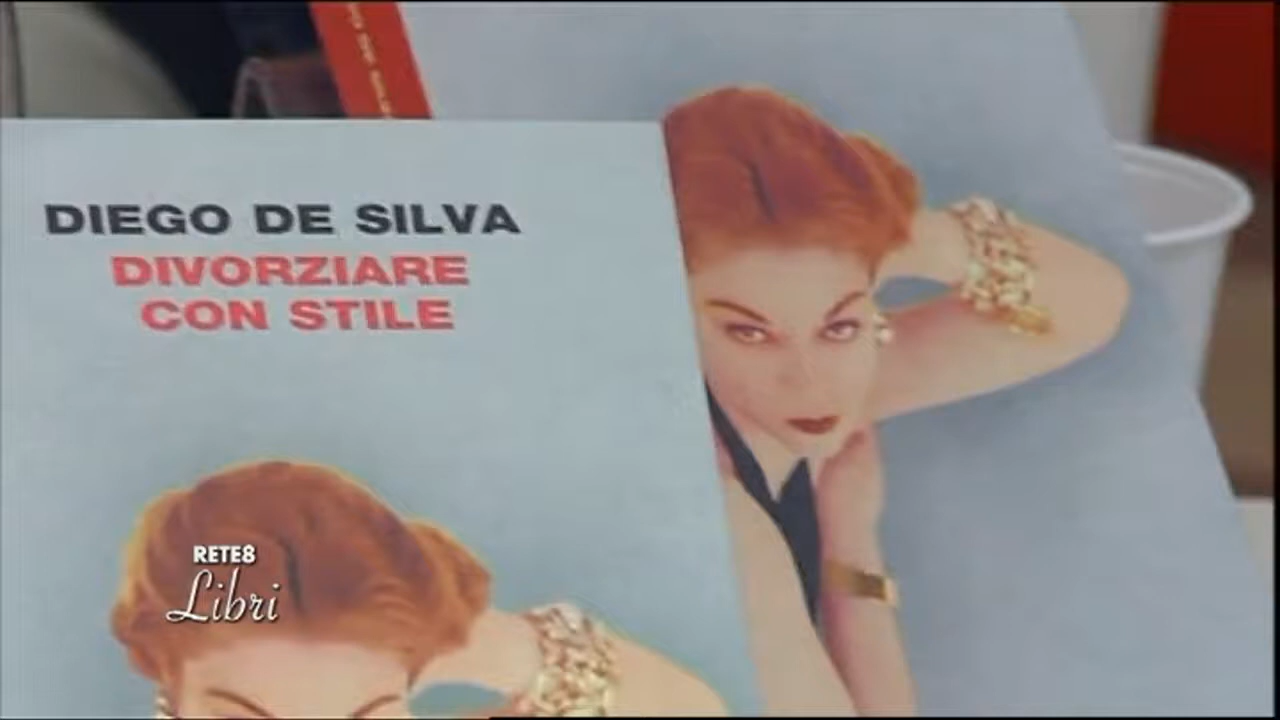 DIEGO DE SILVA
DIVORZIARE
CON STILE
RETE8
Libri